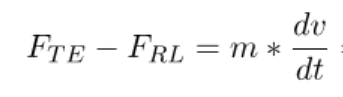 F_{TE} − F_{RL} = m * \frac{dv}{dt} =